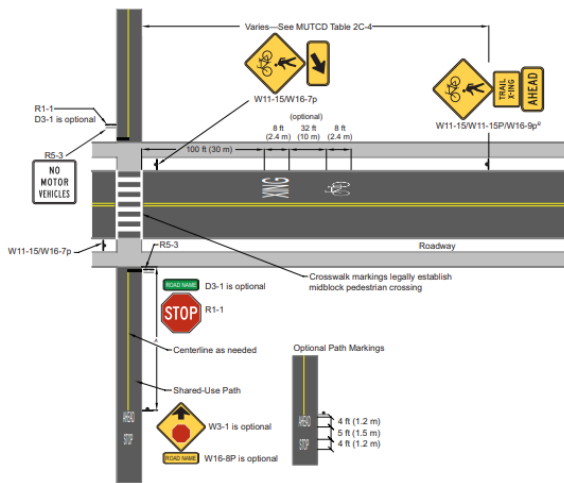 Varies—See MUTCD Table 2C-4
R1-1
D3-1 is optional
W11-15/W16-7p
TRAIL
X-ING
AHEAD
W11-15/W11-15P/W16-9p
(optional)
8 ft
(2.4 m)
32 ft
(10 m)
8 ft
(2.4 m)
R5-3
100 ft (30 m)
NO
MOTOR
VEHICLES
XING
W11-15/W16-7p
R5-3
Roadway
Crosswalk markings legally establish
midblock pedestrian crossing
ROAD NAME
D3-1 is optional
STOP
R1-1
Centerline as needed
Optional Path Markings
Shared-Use Path
4 ft (1.2 m)
5 ft (1.5 m)
4 ft (1.2 m)
W3-1 is optional
ROAD NAME
W16-8P is optional